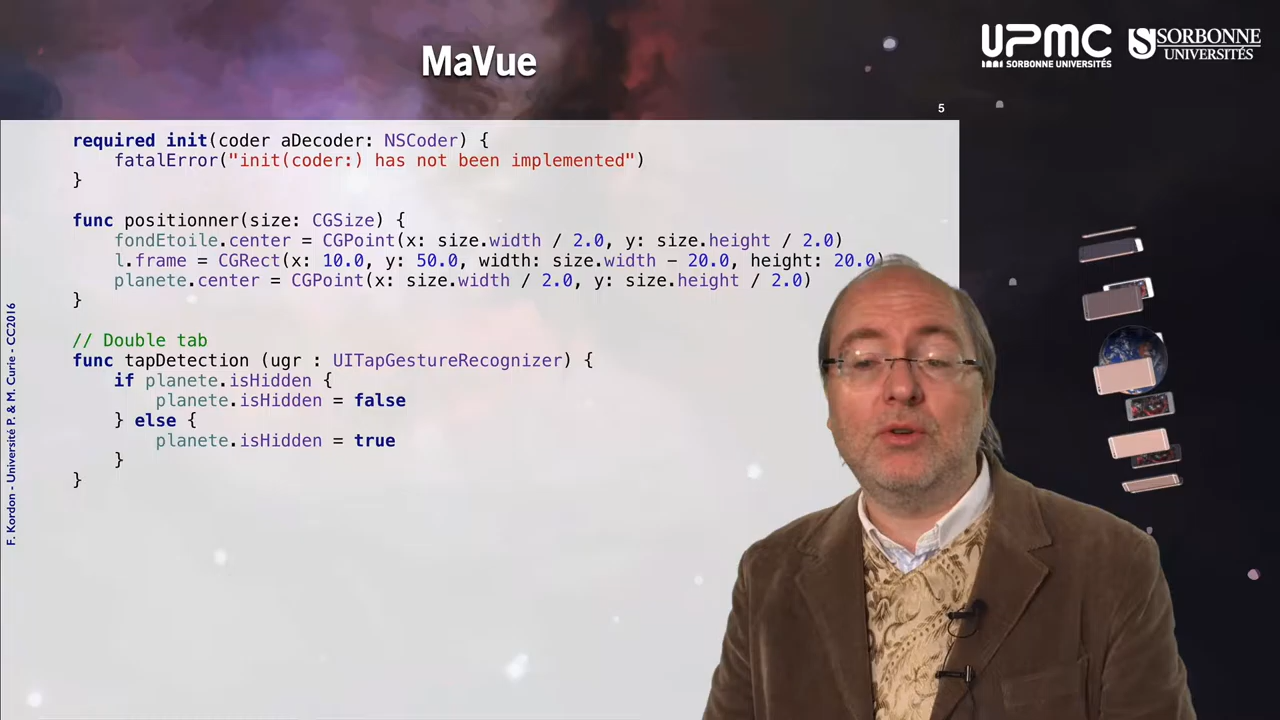 MaVue
UPMC
SORBONNE UNIVERSITÉS
SORBONNE
UNIVERSITÉS
5
required init(coder aDecoder: NSCoder) {
fatalError("init(coder:) has not been implemented")
}
func positionner(size: CGSize) {
fondEtoile.center = CGPoint(x: size.width / 2.0, y: size.height / 2.0)
l.frame = CGRect(x: 10.0, y: 50.0, width: size.width - 20.0, height: 20.0)
planete.center = CGPoint(x: size.width / 2.0, y: size.height / 2.0)
}
// Double tab
func tapDetection (ugr : UITapGestureRecognizer) {
if planete.isHidden {
planete.isHidden = false
} else {
planete.isHidden = true
}
}
F. Kordon - Université P. & M. Curie - CC2016